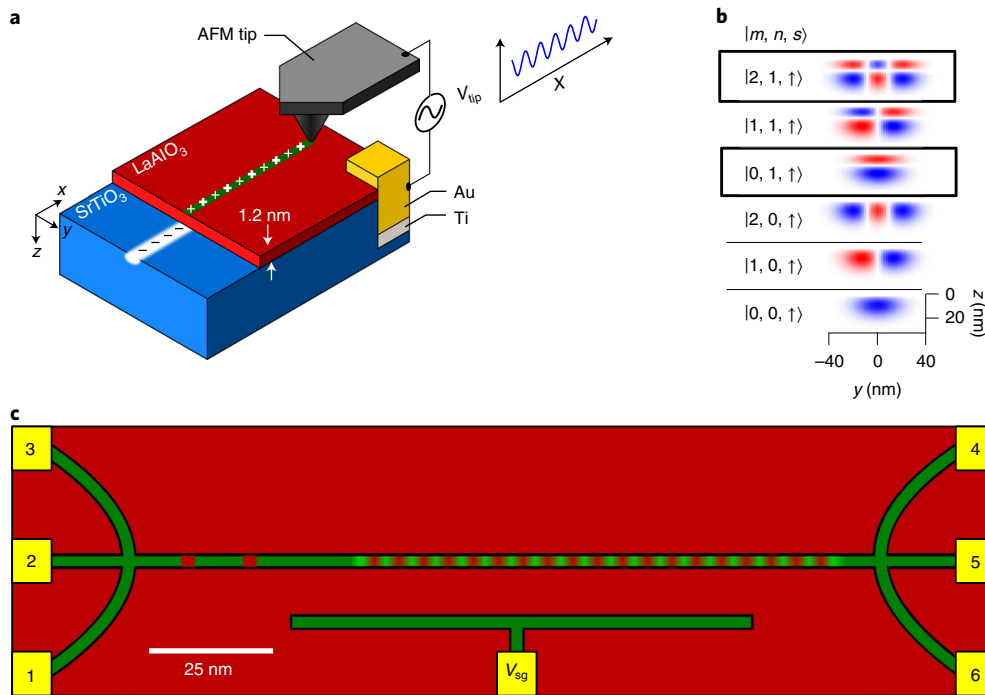 a
AFM tip
V_tip
X
LaAlO₃
SrTiO₃
x
y
z
1.2 nm
Au
Ti
+ + + + + + + + + +
− − − −
b
|m, n, s⟩
|2, 1, ↑⟩
|1, 1, ↑⟩
|0, 1, ↑⟩
|2, 0, ↑⟩
|1, 0, ↑⟩
|0, 0, ↑⟩
0
20
z (nm)
−40 0 40
y (nm)
c
3
4
2
5
25 nm
1
V_sg
6